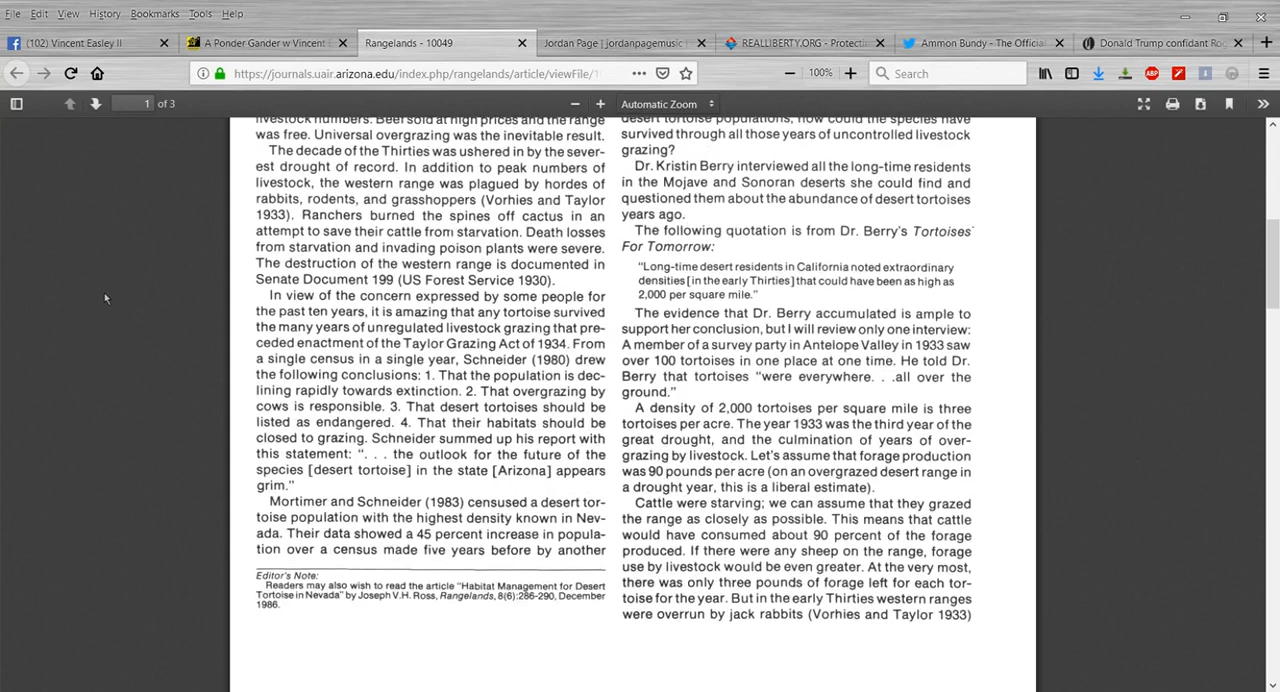 File Edit View History Bookmarks Tools Help
(102) Vincent Easley II
A Ponder Gander w Vincent
Rangelands - 10049
Jordan Page | jordanpagemusic
REALLIBERTY.ORG - Protectin
Ammon Bundy - The Official
Donald Trump confidant Rog
https://journals.uair.arizona.edu/index.php/rangelands/article/viewFile/1
100%
Search
ABP
1 of 3
Automatic Zoom
livestock numbers. Beef sold at high prices and the range
was free. Universal overgrazing was the inevitable result.
The decade of the Thirties was ushered in by the sever-
est drought of record. In addition to peak numbers of
livestock, the western range was plagued by hordes of
rabbits, rodents, and grasshoppers (Vorhies and Taylor
1933). Ranchers burned the spines off cactus in an
attempt to save their cattle from starvation. Death losses
from starvation and invading poison plants were severe.
The destruction of the western range is documented in
Senate Document 199 (US Forest Service 1930).
In view of the concern expressed by some people for
the past ten years, it is amazing that any tortoise survived
the many years of unregulated livestock grazing that pre-
ceded enactment of the Taylor Grazing Act of 1934. From
a single census in a single year, Schneider (1980) drew
the following conclusions: 1. That the population is dec-
lining rapidly towards extinction. 2. That overgrazing by
cows is responsible. 3. That desert tortoises should be
listed as endangered. 4. That their habitats should be
closed to grazing. Schneider summed up his report with
this statement: “. . . the outlook for the future of the
species [desert tortoise] in the state [Arizona] appears
grim.”
Mortimer and Schneider (1983) censused a desert tor-
toise population with the highest density known in Nev-
ada. Their data showed a 45 percent increase in popula-
tion over a census made five years before by another
Editor's Note:
Readers may also wish to read the article “Habitat Management for Desert
Tortoise in Nevada” by Joseph V.H. Ross, Rangelands, 8(6):286-290, December
1986.
desert tortoise populations, how could the species have
survived through all those years of uncontrolled livestock
grazing?
Dr. Kristin Berry interviewed all the long-time residents
in the Mojave and Sonoran deserts she could find and
questioned them about the abundance of desert tortoises
years ago.
The following quotation is from Dr. Berry's Tortoises
For Tomorrow:
“Long-time desert residents in California noted extraordinary
densities [in the early Thirties] that could have been as high as
2,000 per square mile.”
The evidence that Dr. Berry accumulated is ample to
support her conclusion, but I will review only one interview:
A member of a survey party in Antelope Valley in 1933 saw
over 100 tortoises in one place at one time. He told Dr.
Berry that tortoises “were everywhere. . .all over the
ground.”
A density of 2,000 tortoises per square mile is three
tortoises per acre. The year 1933 was the third year of the
great drought, and the culmination of years of over-
grazing by livestock. Let's assume that forage production
was 90 pounds per acre (on an overgrazed desert range in
a drought year, this is a liberal estimate).
Cattle were starving; we can assume that they grazed
the range as closely as possible. This means that cattle
would have consumed about 90 percent of the forage
produced. If there were any sheep on the range, forage
use by livestock would be even greater. At the very most,
there was only three pounds of forage left for each tor-
toise for the year. But in the early Thirties western ranges
were overrun by jack rabbits (Vorhies and Taylor 1933)